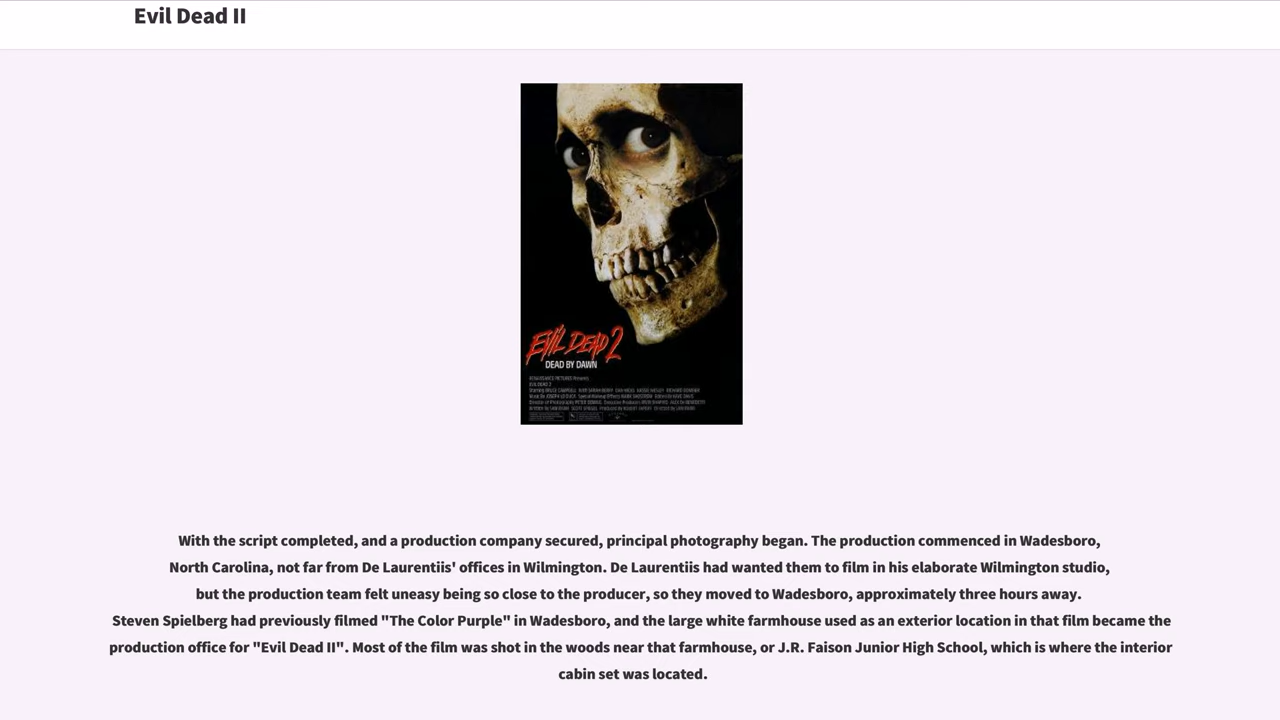 Evil Dead II
EVIL DEAD 2
DEAD BY DAWN
With the script completed, and a production company secured, principal photography began. The production commenced in Wadesboro,
North Carolina, not far from De Laurentiis' offices in Wilmington. De Laurentiis had wanted them to film in his elaborate Wilmington studio,
but the production team felt uneasy being so close to the producer, so they moved to Wadesboro, approximately three hours away.
Steven Spielberg had previously filmed "The Color Purple" in Wadesboro, and the large white farmhouse used as an exterior location in that film became the
production office for "Evil Dead II". Most of the film was shot in the woods near that farmhouse, or J.R. Faison Junior High School, which is where the interior
cabin set was located.